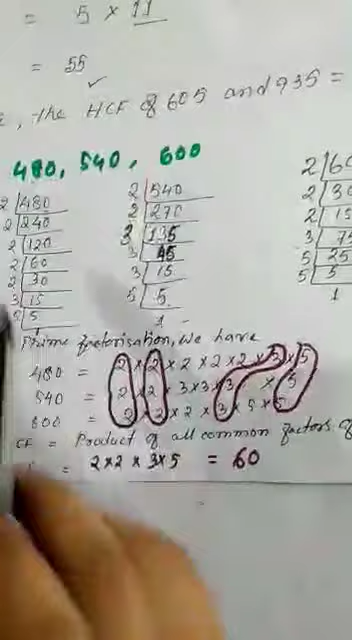 = 5 × 11
= 55
, the HCF of 605 and 935 =
480, 540, 600
2 | 480
2 | 240
2 | 120
2 | 60
2 | 30
3 | 15
5 | 5
1
2 | 540
2 | 270
3 | 135
3 | 45
3 | 15
5 | 5
1
2 | 60
2 | 30
2 | 15
3 | 7
5 | 25
5 | 5
1
Prime factorisation, we have
480 = 2 × 2 × 2 × 2 × 2 × 3 × 5
540 = 2 × 2 × 3 × 3 × 3 × 5
600 = 2 × 2 × 2 × 3 × 5 × 5
CF = Product of all common factors of
= 2 × 2 × 3 × 5 = 60